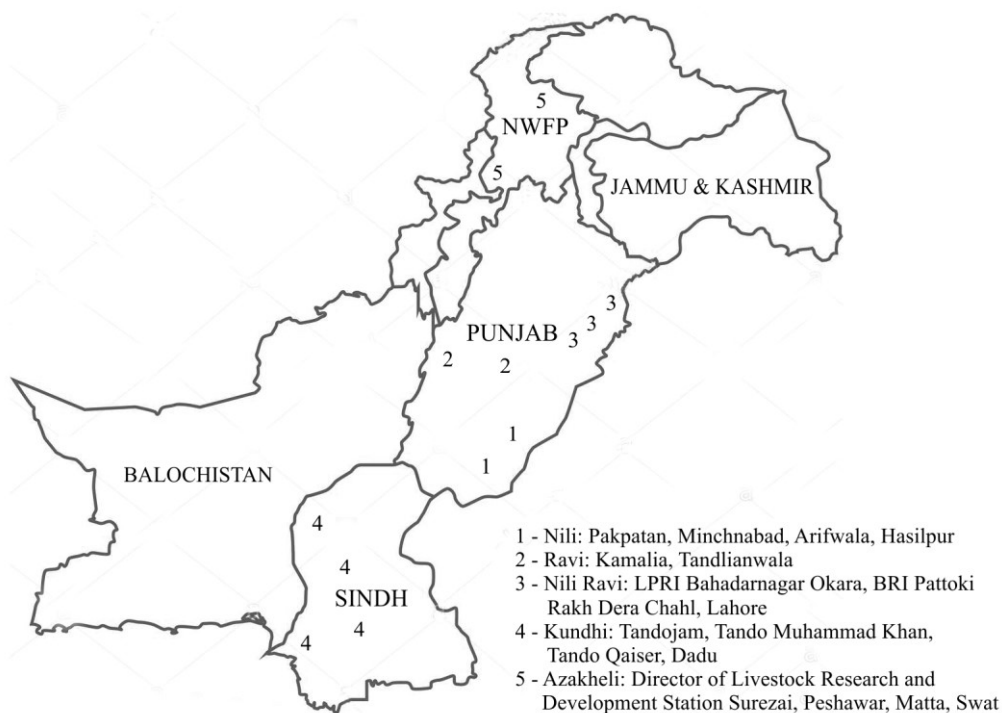 5
NWFP
5
JAMMU & KASHMIR
3
3
PUNJAB
3
2
2
1
1
BALOCHISTAN
4
4
SINDH
4
4
1 - Nili: Pakpatan, Minchnabad, Arifwala, Hasilpur
2 - Ravi: Kamalia, Tandlianwala
3 - Nili Ravi: LPRI Bahadarnagar Okara, BRI Pattoki
Rakh Dera Chahl, Lahore
4 - Kundhi: Tandojam, Tando Muhammad Khan,
Tando Qaiser, Dadu
5 - Azakheli: Director of Livestock Research and
Development Station Surezai, Peshawar, Matta, Swat